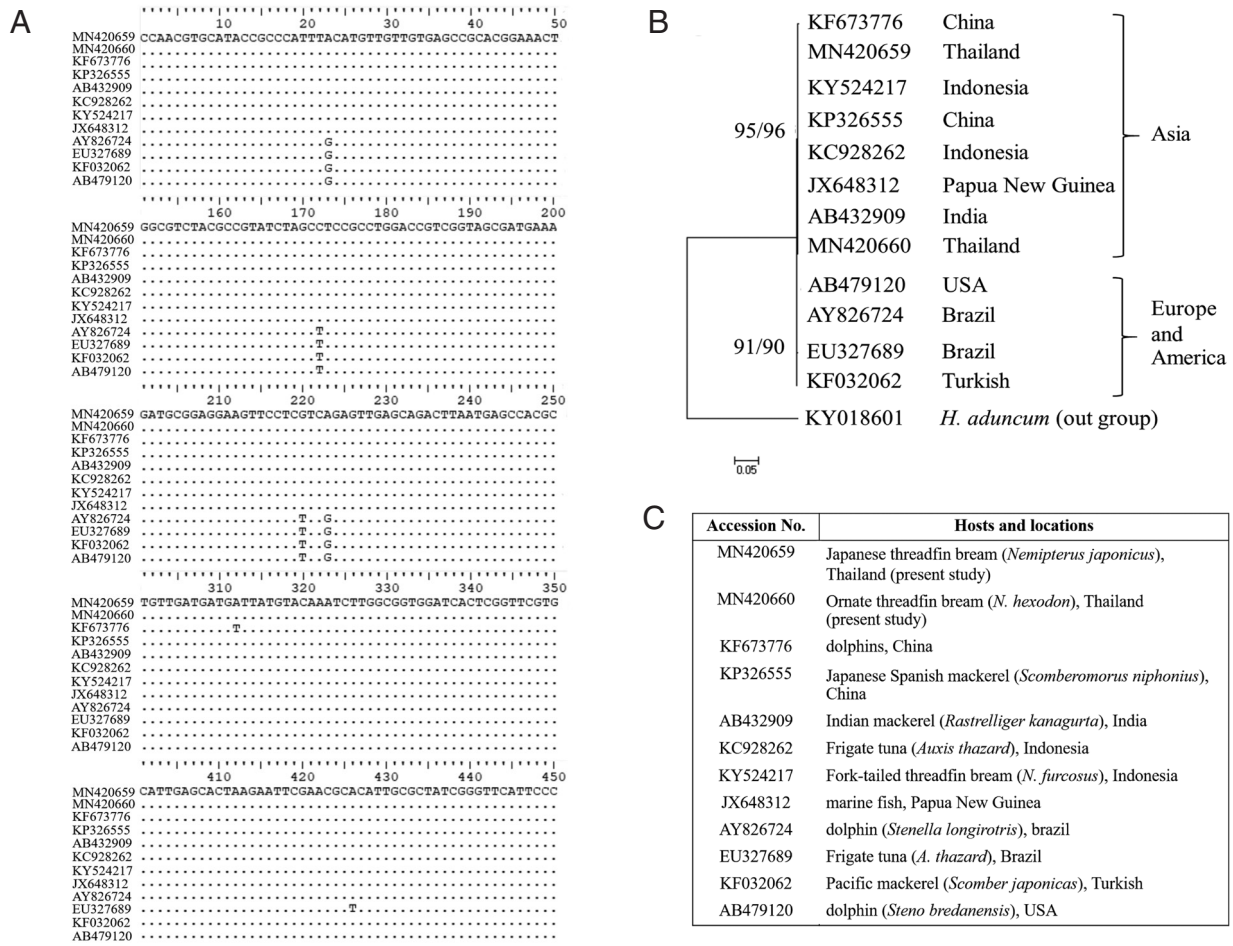 A
10 20 30 40 50
MN420659 CCAACGTGCATACCGCCCATTTACATGTTGTTGTGAGCCGCACGGAAACT
MN420660
KF673776
KP326555
AB432909
KC928262
KY524217
JX648312
AY826724 G
EU327689 G
KF032062 G
AB479120 G
160 170 180 190 200
MN420659 GGCGTCTACGCCGTATCTAGCCTCCGCCTGGACCGTCGGTAGCGATGAAA
MN420660
KF673776
KP326555
AB432909
KC928262
KY524217
JX648312
AY826724 T
EU327689 T
KF032062 T
AB479120 T
210 220 230 240 250
MN420659 GATGCGGAGGAAGTTCCTCGTCAGAGTTGAGCAGACTTAATGAGCCACGC
MN420660
KF673776
KP326555
AB432909
KC928262
KY524217
JX648312
AY826724 T..G
EU327689 T..G
KF032062 T..G
AB479120 T..G
310 320 330 340 350
MN420659 TGTTGATGATGATTATGTACAAATCTTGGCGGTGGATCACTCGGTTCGTG
MN420660
KF673776 T
KP326555
AB432909
KC928262
KY524217
JX648312
AY826724
EU327689
KF032062
AB479120
410 420 430 440 450
MN420659 CATTGAGCACTAAGAATTCGAACGCACATTGCGCTATCGGGTTCATTCCC
MN420660
KF673776
KP326555
AB432909
KC928262
KY524217
JX648312
AY826724
EU327689 T
KF032062
AB479120
B
KF673776 China
MN420659 Thailand
KY524217 Indonesia
KP326555 China
KC928262 Indonesia
JX648312 Papua New Guinea
AB432909 India
MN420660 Thailand
95/96
Asia
AB479120 USA
AY826724 Brazil
EU327689 Brazil
KF032062 Turkish
91/90
Europe
and
America
KY018601 H. aduncum (out group)
0.05
C
Accession No. Hosts and locations
MN420659 Japanese threadfin bream (Nemipterus japonicus),
Thailand (present study)
MN420660 Ornate threadfin bream (N. hexodon), Thailand
(present study)
KF673776 dolphins, China
KP326555 Japanese Spanish mackerel (Scomberomorus niphonius),
China
AB432909 Indian mackerel (Rastrelliger kanagurta), India
KC928262 Frigate tuna (Auxis thazard), Indonesia
KY524217 Fork-tailed threadfin bream (N. furcosus), Indonesia
JX648312 marine fish, Papua New Guinea
AY826724 dolphin (Stenella longirotris), brazil
EU327689 Frigate tuna (A. thazard), Brazil
KF032062 Pacific mackerel (Scomber japonicas), Turkish
AB479120 dolphin (Steno bredanensis), USA